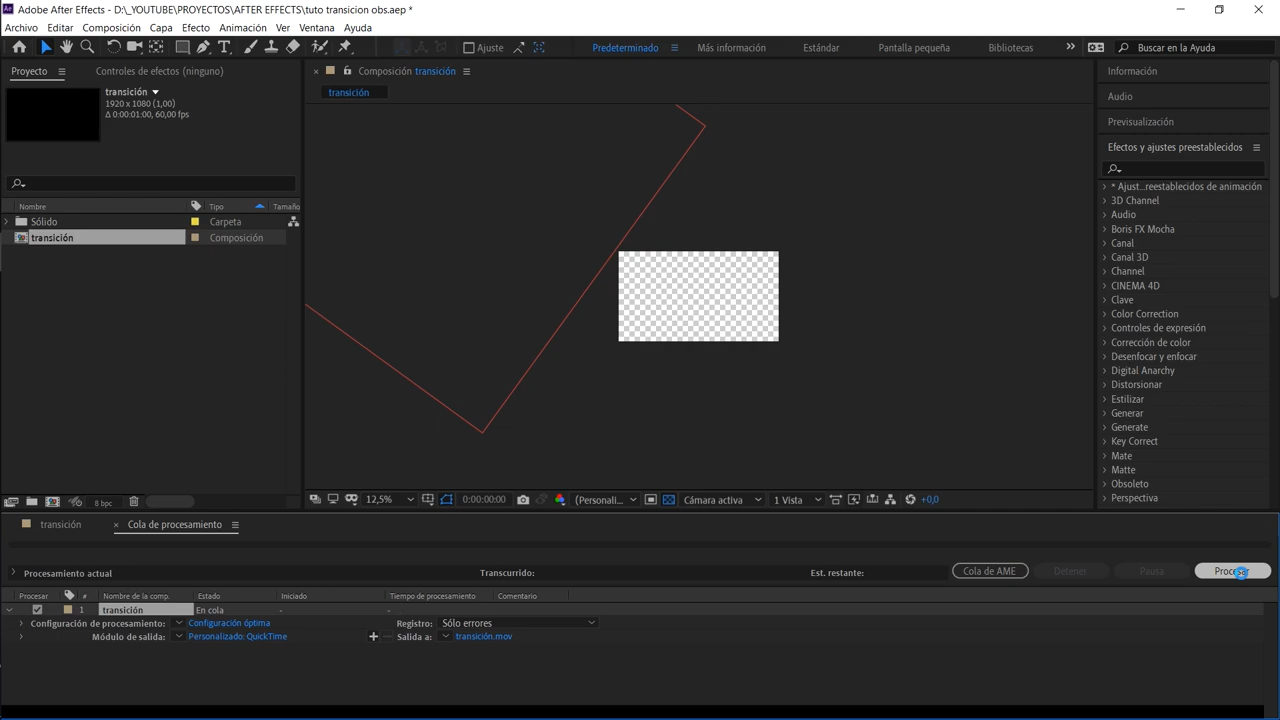 Adobe After Effects - D:\_YOUTUBE\PROYECTOS\AFTER EFFECTS\tuto transicion obs.aep *
Archivo Editar Composición Capa Efecto Animación Ver Ventana Ayuda
Ajuste Predeterminado Más información Estándar Pantalla pequeña Bibliotecas Buscar en la Ayuda
Proyecto Controles de efectos (ninguno)
Composición transición
transición
transición
1920 x 1080 (1,00)
Δ 0:00:01:00, 60,00 fps
Nombre Tipo Tamaño
Sólido Carpeta
transición Composición
8 bpc
12,5% 0:00:00:00 (Personali... Cámara activa 1 Vista +0,0
Información
Audio
Previsualización
Efectos y ajustes preestablecidos
* Ajust...reestablecidos de animación
3D Channel
Audio
Boris FX Mocha
Canal
Canal 3D
Channel
CINEMA 4D
Clave
Color Correction
Controles de expresión
Corrección de color
Desenfocar y enfocar
Digital Anarchy
Distorsionar
Estilizar
Generar
Generate
Key Correct
Mate
Matte
Obsoleto
Perspectiva
transición Cola de procesamiento
Procesamiento actual Transcurrido: Est. restante: Cola de AME Detener Pausa Procesar
Procesar # Nombre de la comp. Estado Iniciado Tiempo de procesamiento Comentario
1 transición En cola - -
Configuración de procesamiento: Configuración óptima Registro: Sólo errores
Módulo de salida: Personalizado: QuickTime Salida a: transición.mov